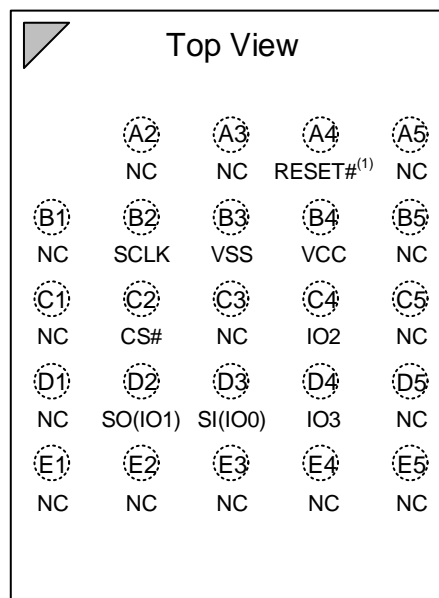 Top View
A2 A3 A4 A5
NC NC RESET#(1) NC
B1 B2 B3 B4 B5
NC SCLK VSS VCC NC
C1 C2 C3 C4 C5
NC CS# NC IO2 NC
D1 D2 D3 D4 D5
NC SO(IO1) SI(IO0) IO3 NC
E1 E2 E3 E4 E5
NC NC NC NC NC